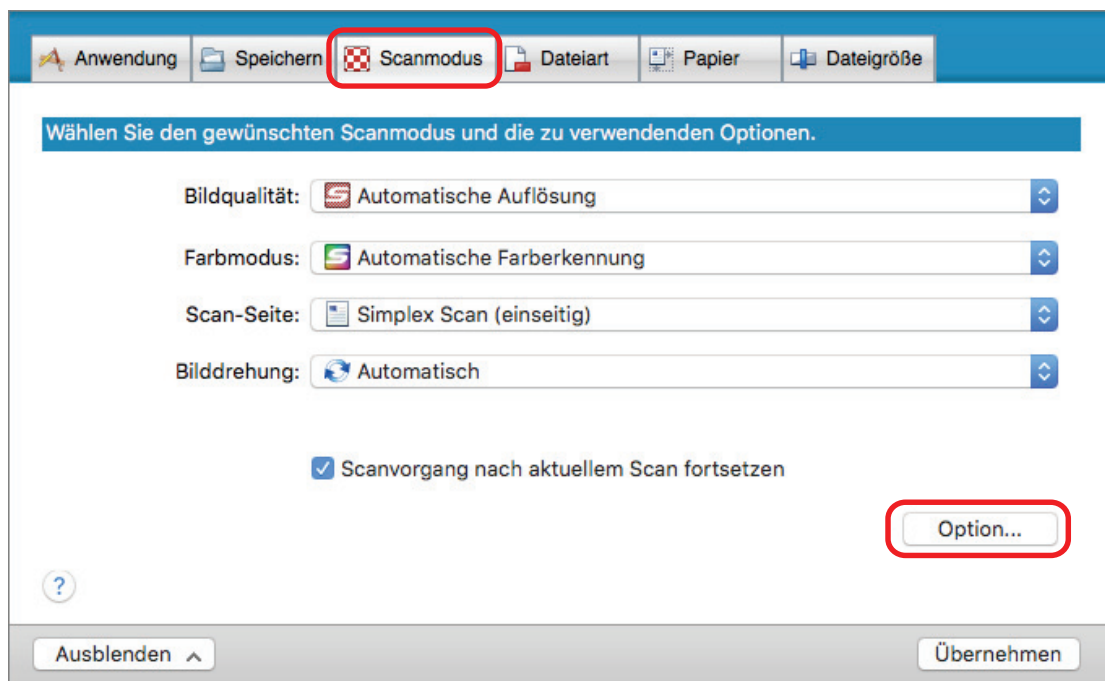 Anwendung Speichern Scanmodus Dateiart Papier Dateigröße
Wählen Sie den gewünschten Scanmodus und die zu verwendenden Optionen.
Bildqualität: Automatische Auflösung
Farbmodus: Automatische Farberkennung
Scan-Seite: Simplex Scan (einseitig)
Bilddrehung: Automatisch
Scanvorgang nach aktuellem Scan fortsetzen
Option...
?
Ausblenden Übernehmen